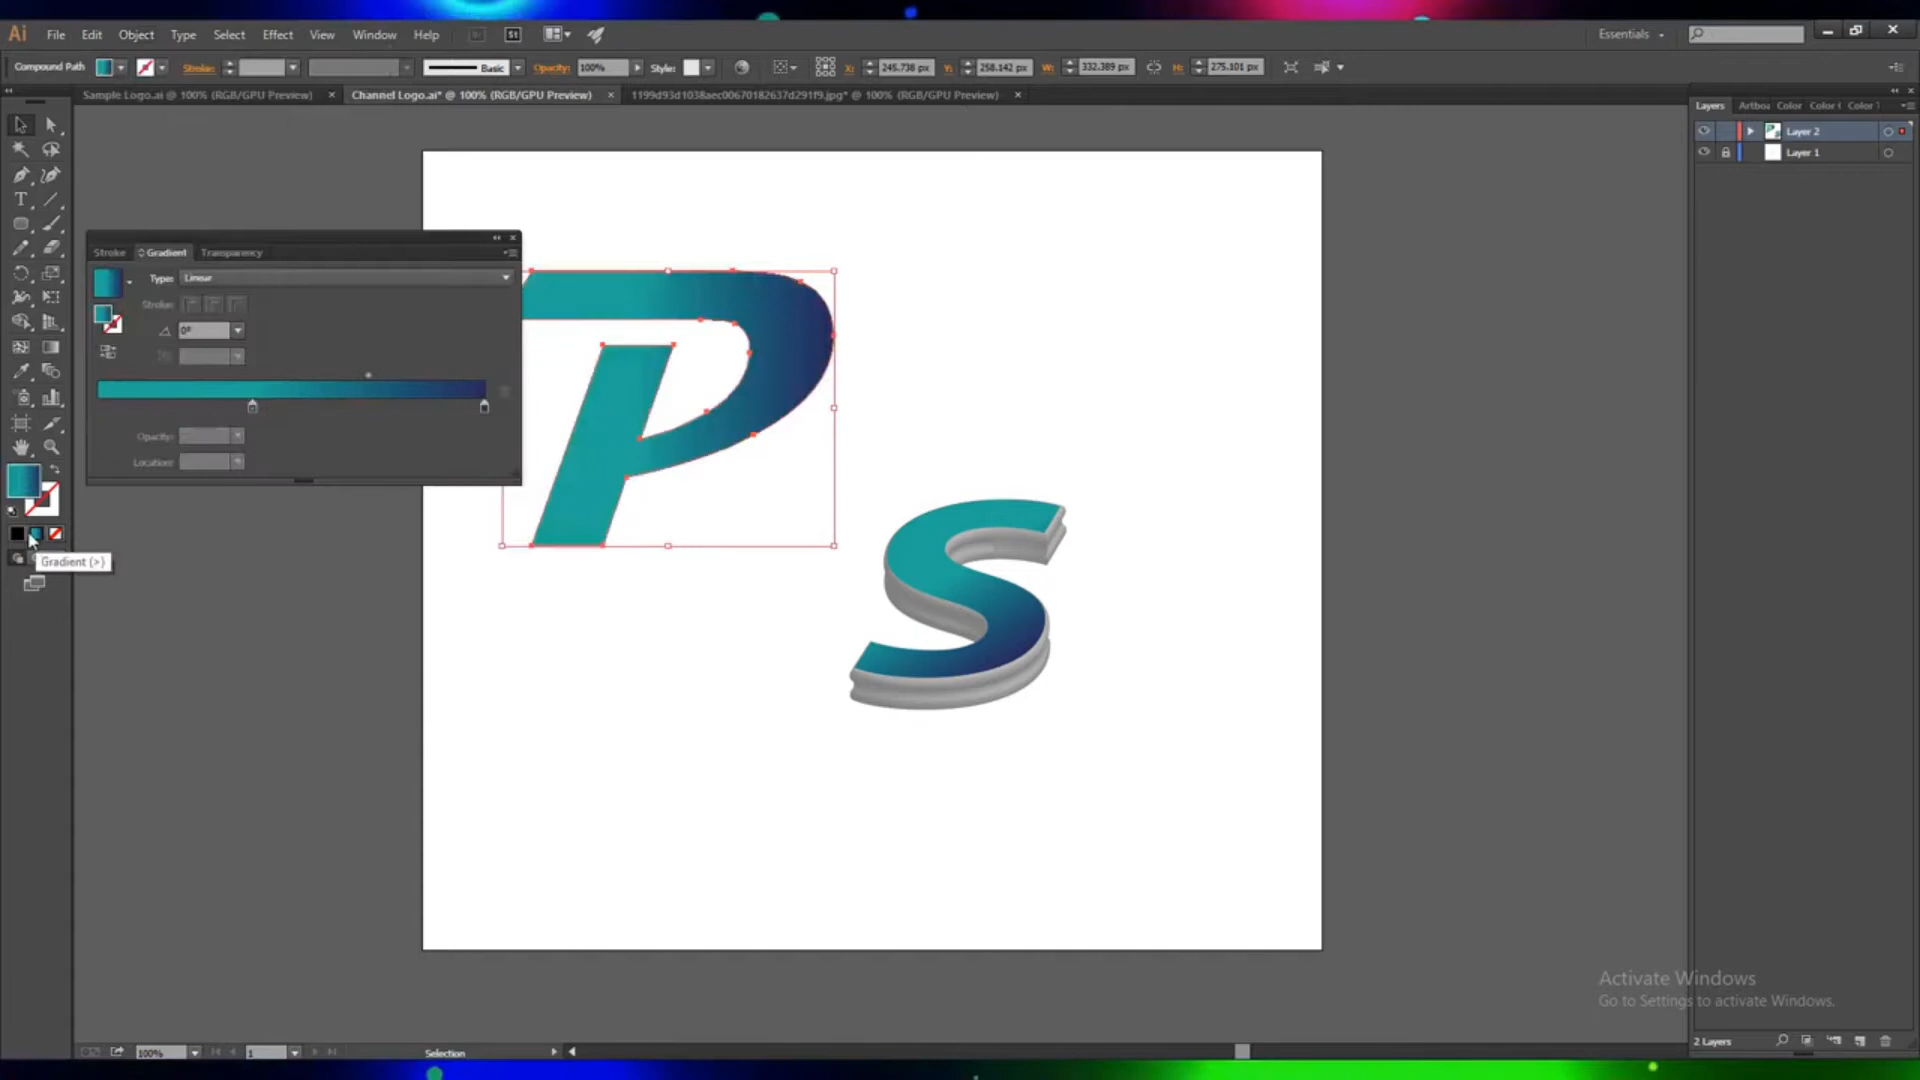 Ai File Edit Object Type Select Effect View Window Help Br St Essentials
Compound Path Stroke: Basic Opacity: 100% Style: X: 245.738 px Y: 258.142 px W: 332.389 px H: 275.101 px
Sample Logo.ai @ 100% (RGB/GPU Preview) × Channel Logo.ai* @ 100% (RGB/GPU Preview) × 1199d93d1038aec00670182637d291f9.jpg* @ 100% (RGB/GPU Preview) ×
Layers Artboa Color Color Color
Layer 2
Layer 1
Stroke Gradient Transparency
Type: Linear
Stroke:
0°
Opacity:
Location:
P
S
Gradient (>)
Activate Windows
Go to Settings to activate Windows.
100% 1 Selection
2 Layers